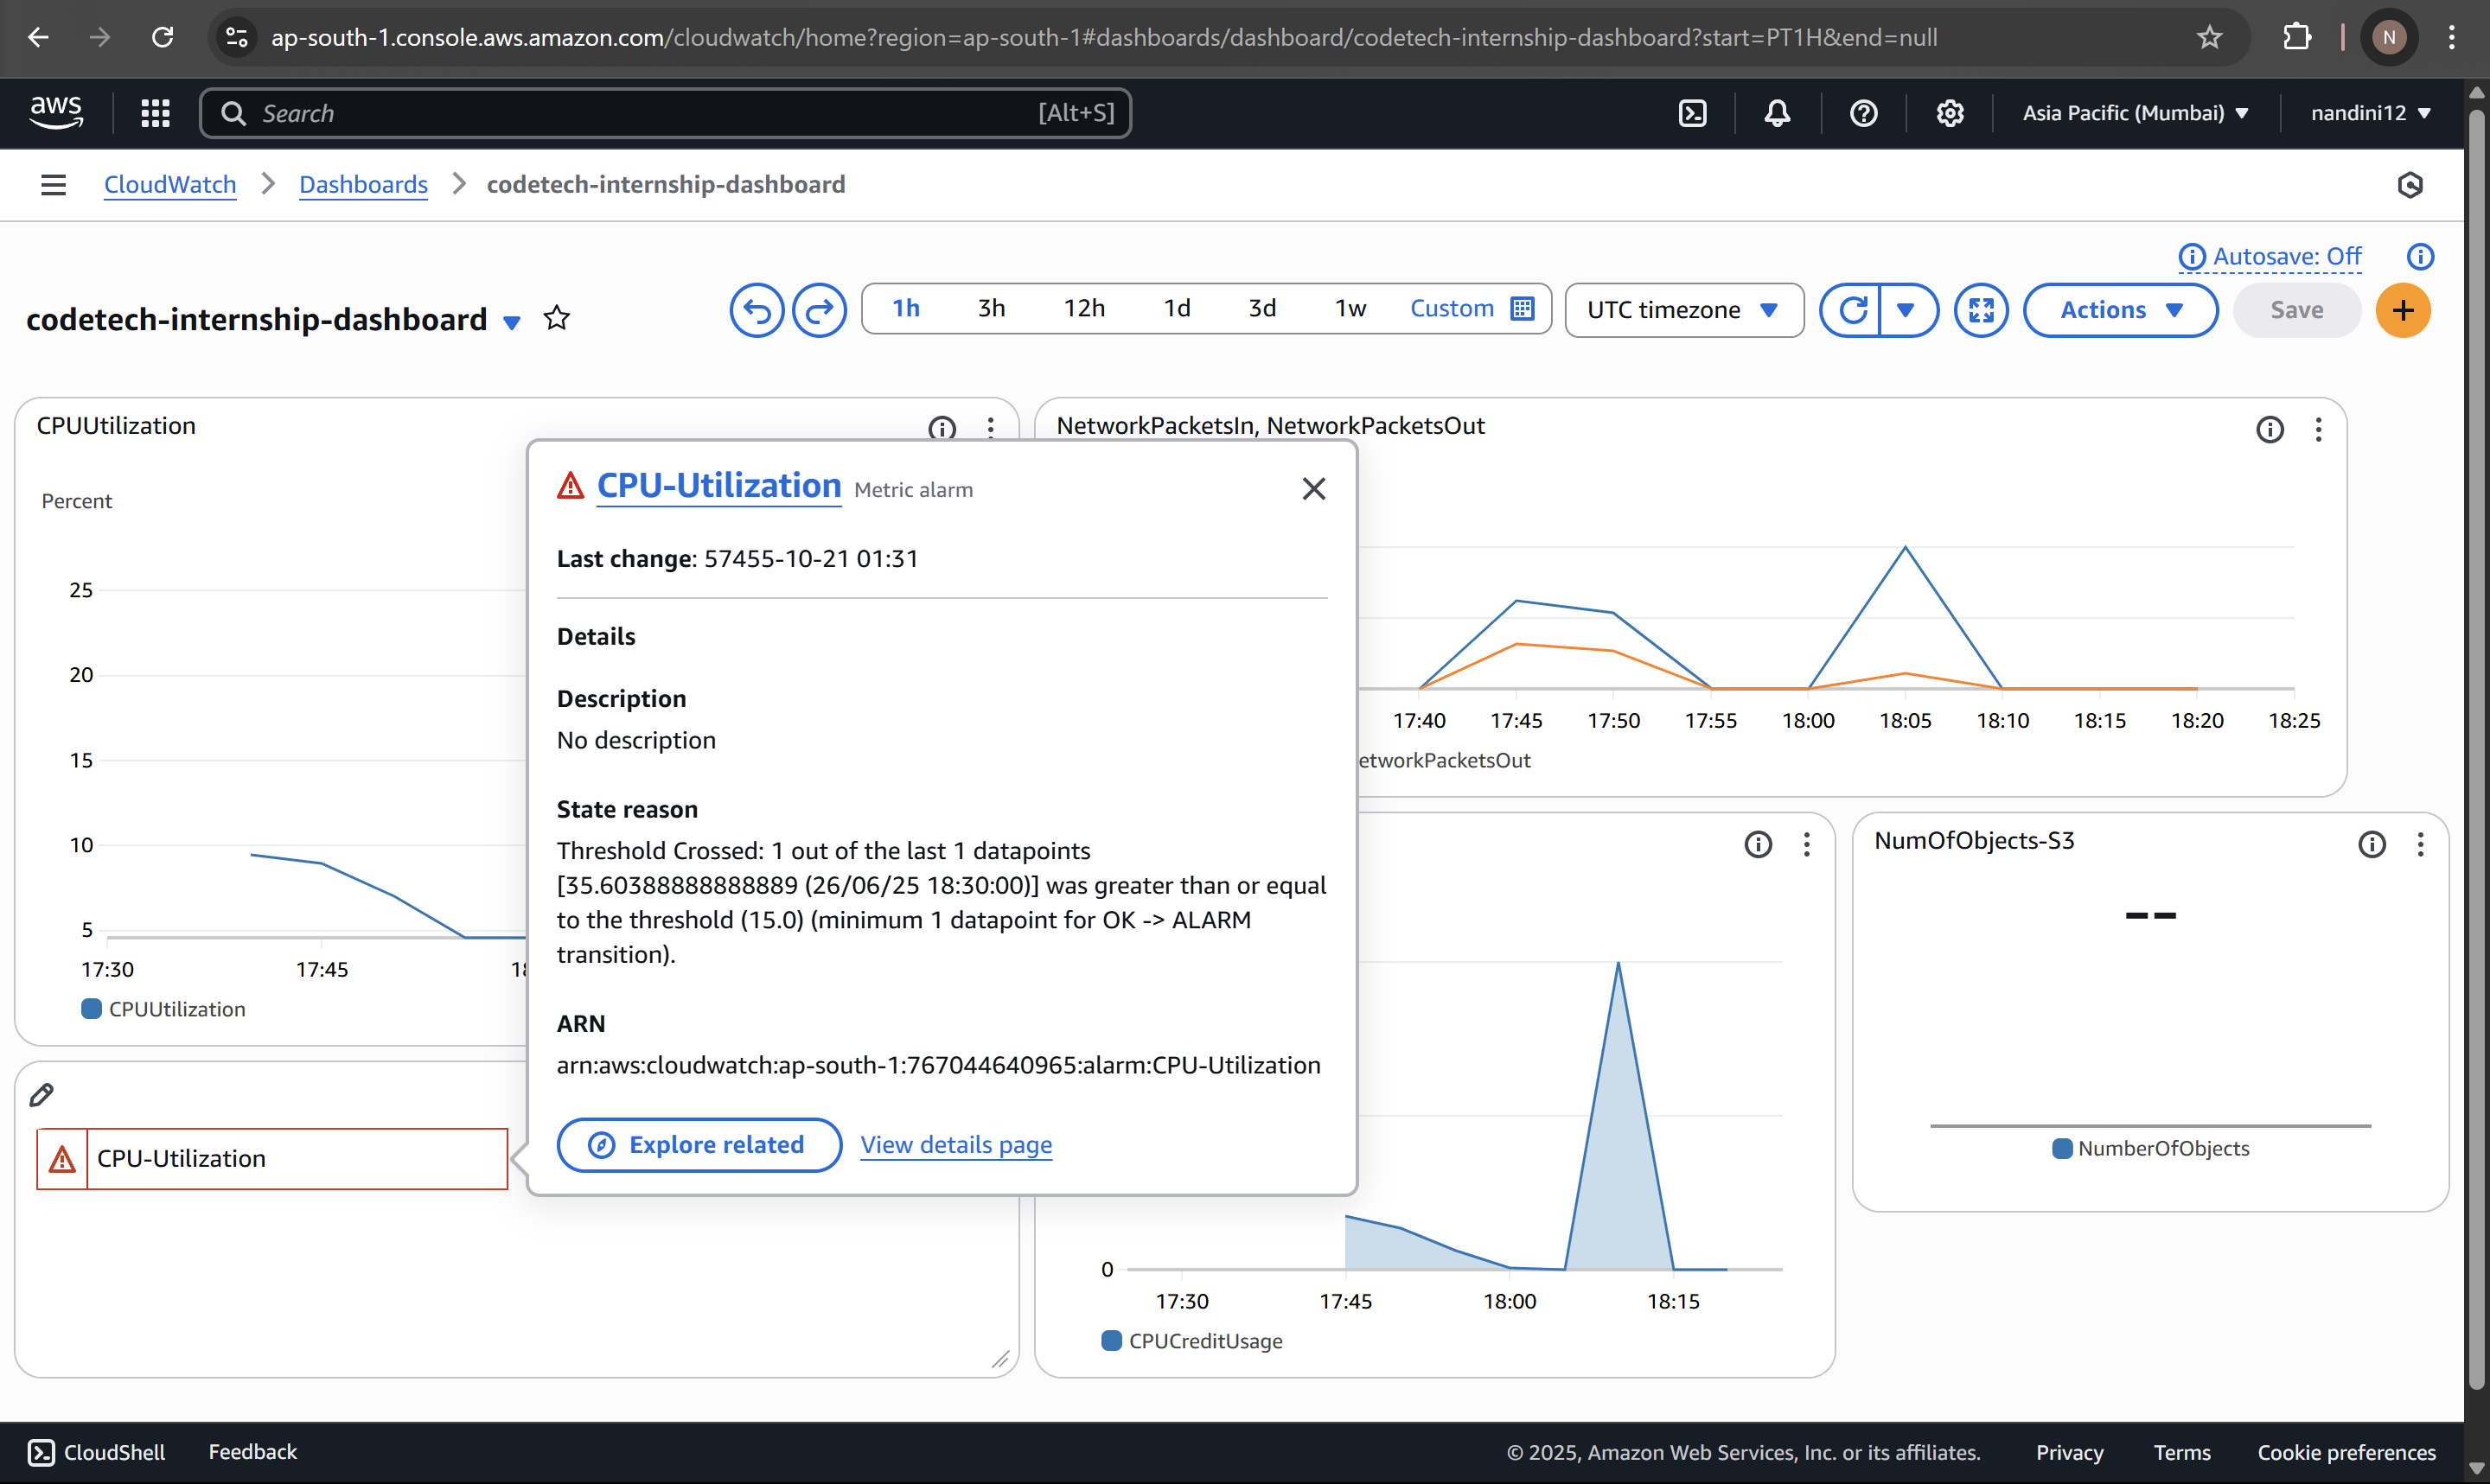 ap-south-1.console.aws.amazon.com/cloudwatch/home?region=ap-south-1#dashboards/dashboard/codetech-internship-dashboard?start=PT1H&end=null
N
aws
Search
[Alt+S]
Asia Pacific (Mumbai)
nandini12
CloudWatch
Dashboards
codetech-internship-dashboard
Autosave: Off
codetech-internship-dashboard
1h
3h
12h
1d
3d
1w
Custom
UTC timezone
Actions
Save
CPUUtilization
Percent
25
20
15
10
5
17:30
17:45
CPUUtilization
CPU-Utilization
CPU-Utilization Metric alarm
Last change: 57455-10-21 01:31
Details
Description
No description
State reason
Threshold Crossed: 1 out of the last 1 datapoints
[35.60388888888889 (26/06/25 18:30:00)] was greater than or equal
to the threshold (15.0) (minimum 1 datapoint for OK -> ALARM
transition).
ARN
arn:aws:cloudwatch:ap-south-1:767044640965:alarm:CPU-Utilization
Explore related
View details page
NetworkPacketsIn, NetworkPacketsOut
17:40
17:45
17:50
17:55
18:00
18:05
18:10
18:15
18:20
18:25
etworkPacketsOut
0
17:30
17:45
18:00
18:15
CPUCreditUsage
NumOfObjects-S3
--
NumberOfObjects
CloudShell
Feedback
© 2025, Amazon Web Services, Inc. or its affiliates.
Privacy
Terms
Cookie preferences